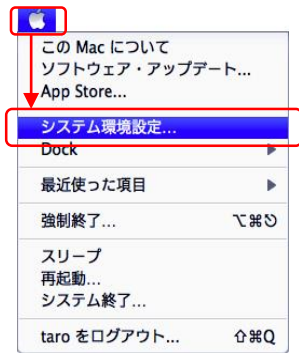 この Mac について
ソフトウェア・アップデート...
App Store...
システム環境設定...
Dock ▶
最近使った項目 ▶
強制終了... ⌥⌘⎋
スリープ
再起動...
システム終了...
taro をログアウト... ⇧⌘Q